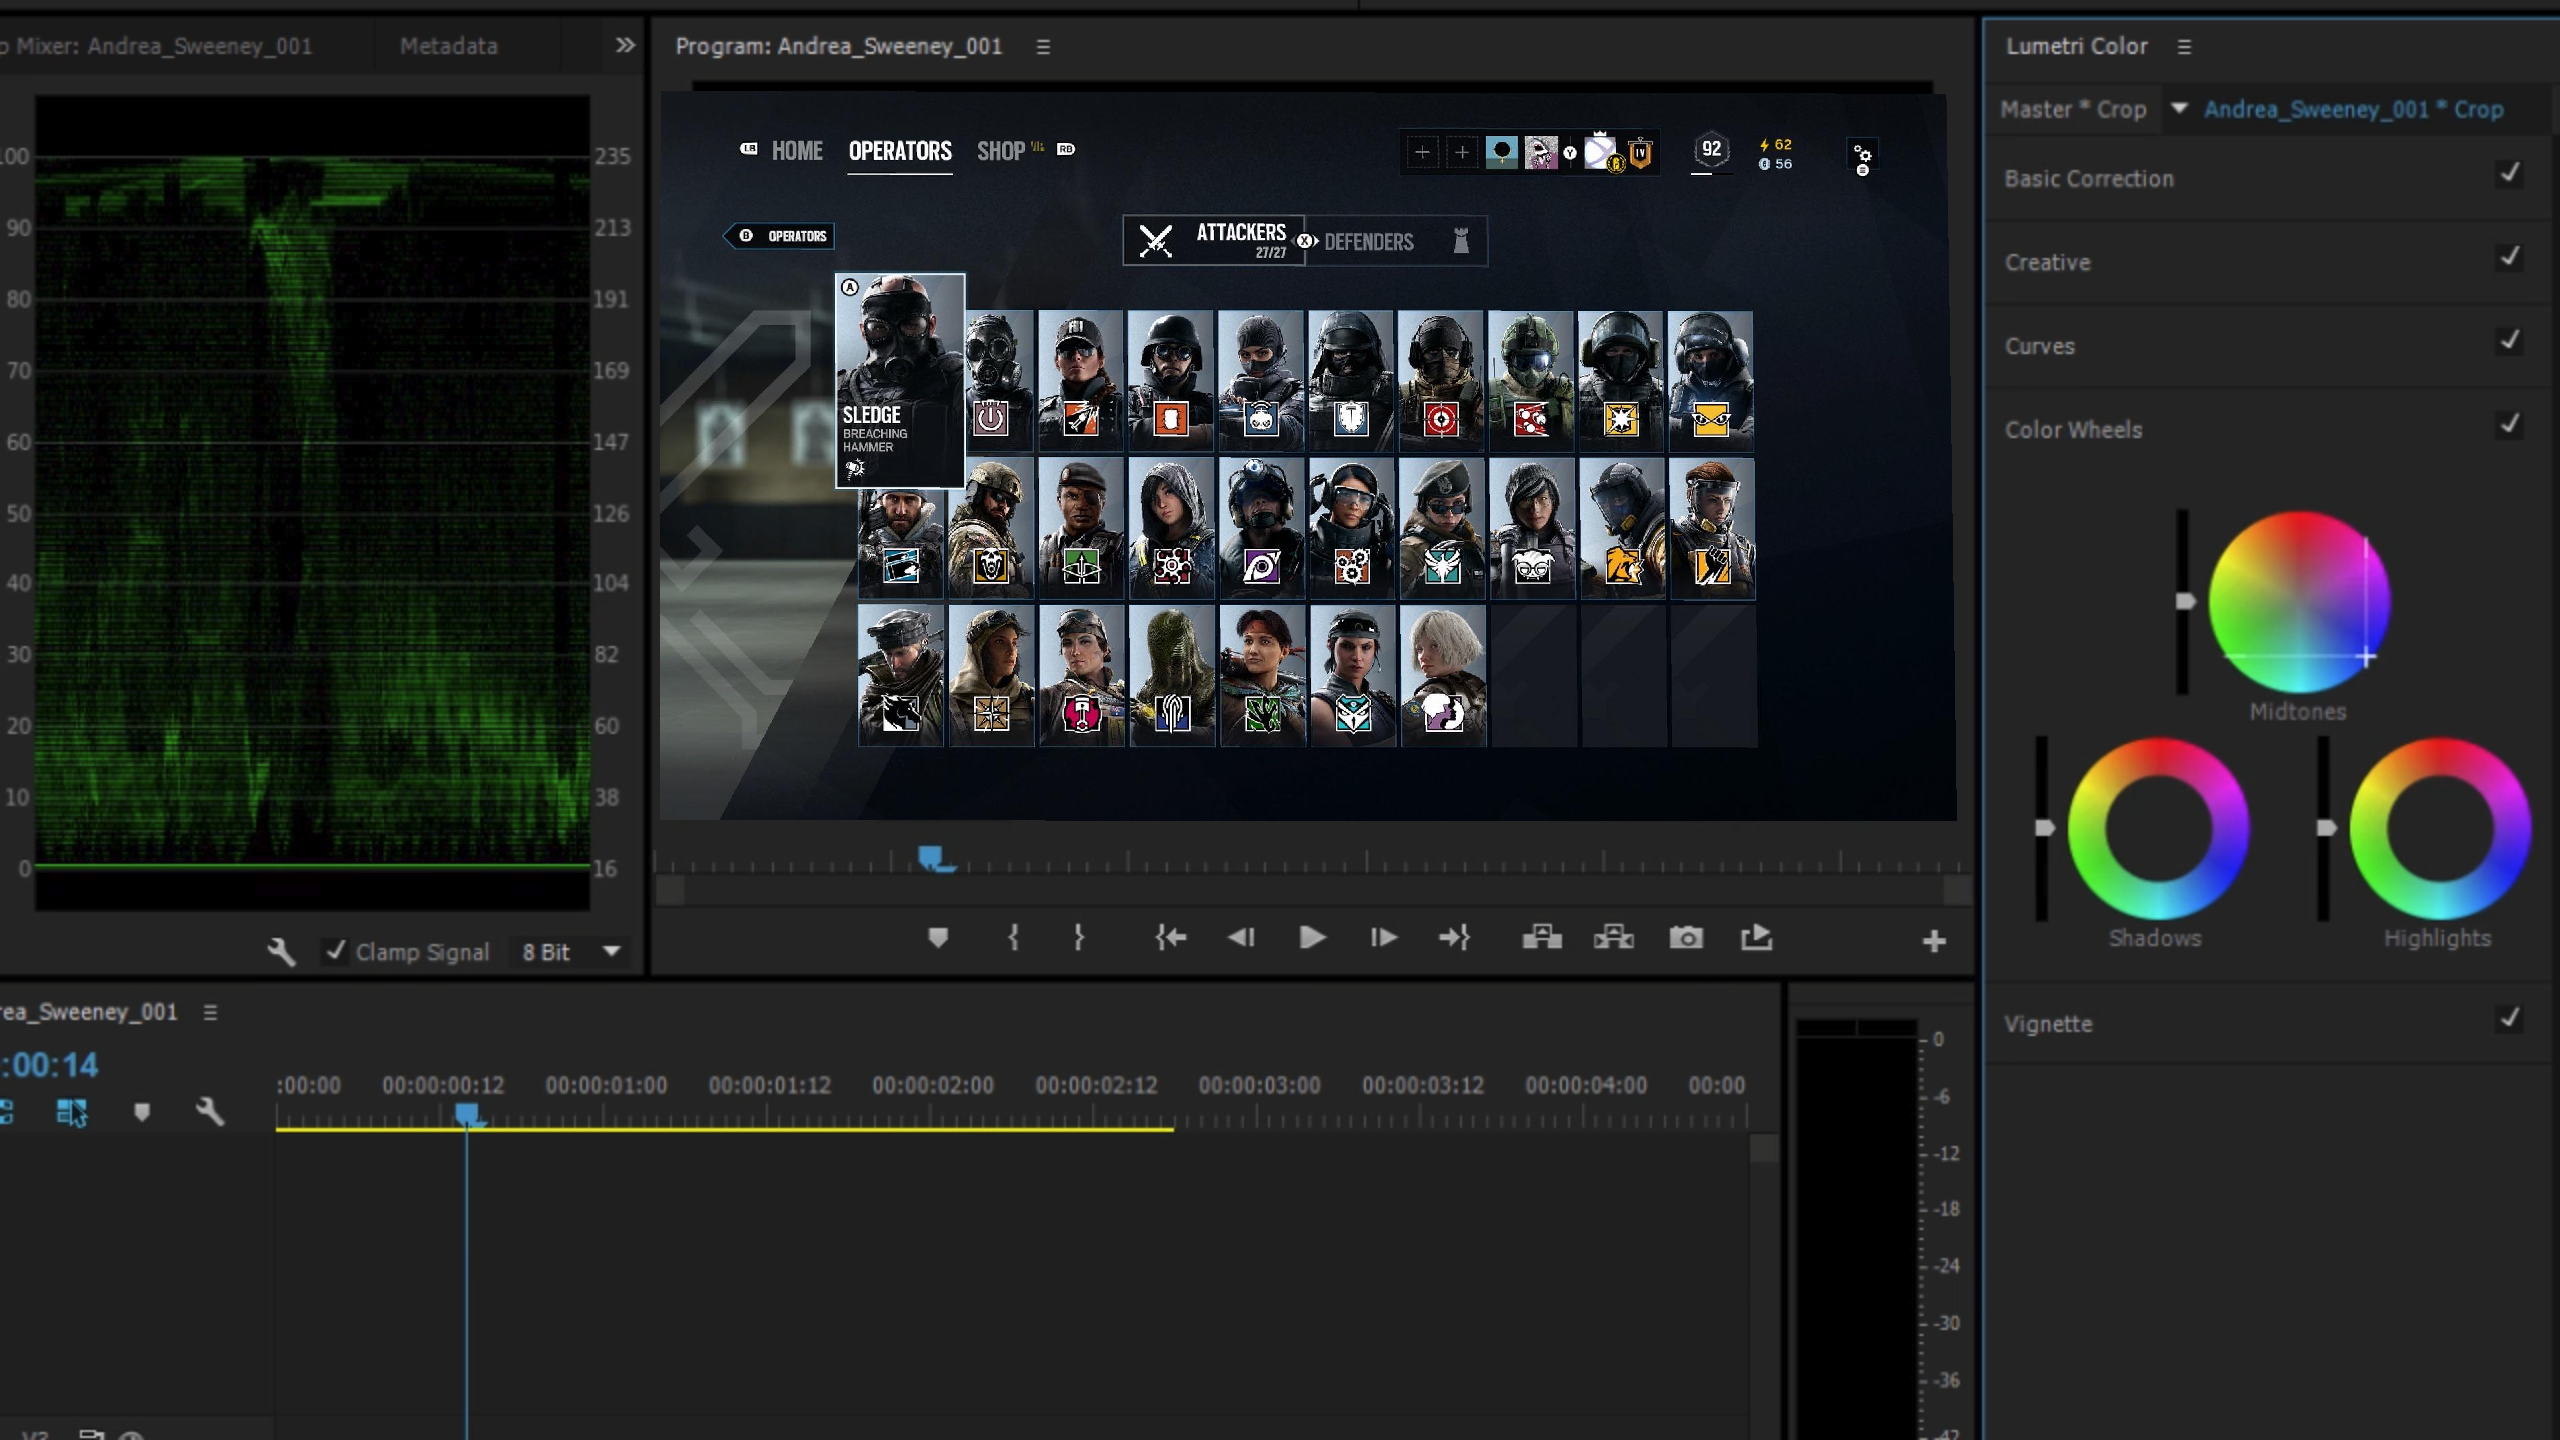 Mixer: Andrea_Sweeney_001
Metadata
Program: Andrea_Sweeney_001
Lumetri Color
Master * Crop
Andrea_Sweeney_001 * Crop
Basic Correction
Creative
Curves
Color Wheels
Midtones
Shadows
Highlights
Vignette
100
90
80
70
60
50
40
30
20
10
0
235
213
191
169
147
126
104
82
60
38
16
Clamp Signal
8 Bit
LB
HOME
OPERATORS
SHOP
RB
Y
IV
92
62
56
B OPERATORS
ATTACKERS
27/27
X
DEFENDERS
A
SLEDGE
BREACHING
HAMMER
FBI
rea_Sweeney_001
:00:14
:00:00
00:00:00:12
00:00:01:00
00:00:01:12
00:00:02:00
00:00:02:12
00:00:03:00
00:00:03:12
00:00:04:00
00:00
0
-6
-12
-18
-24
-30
-36
-42